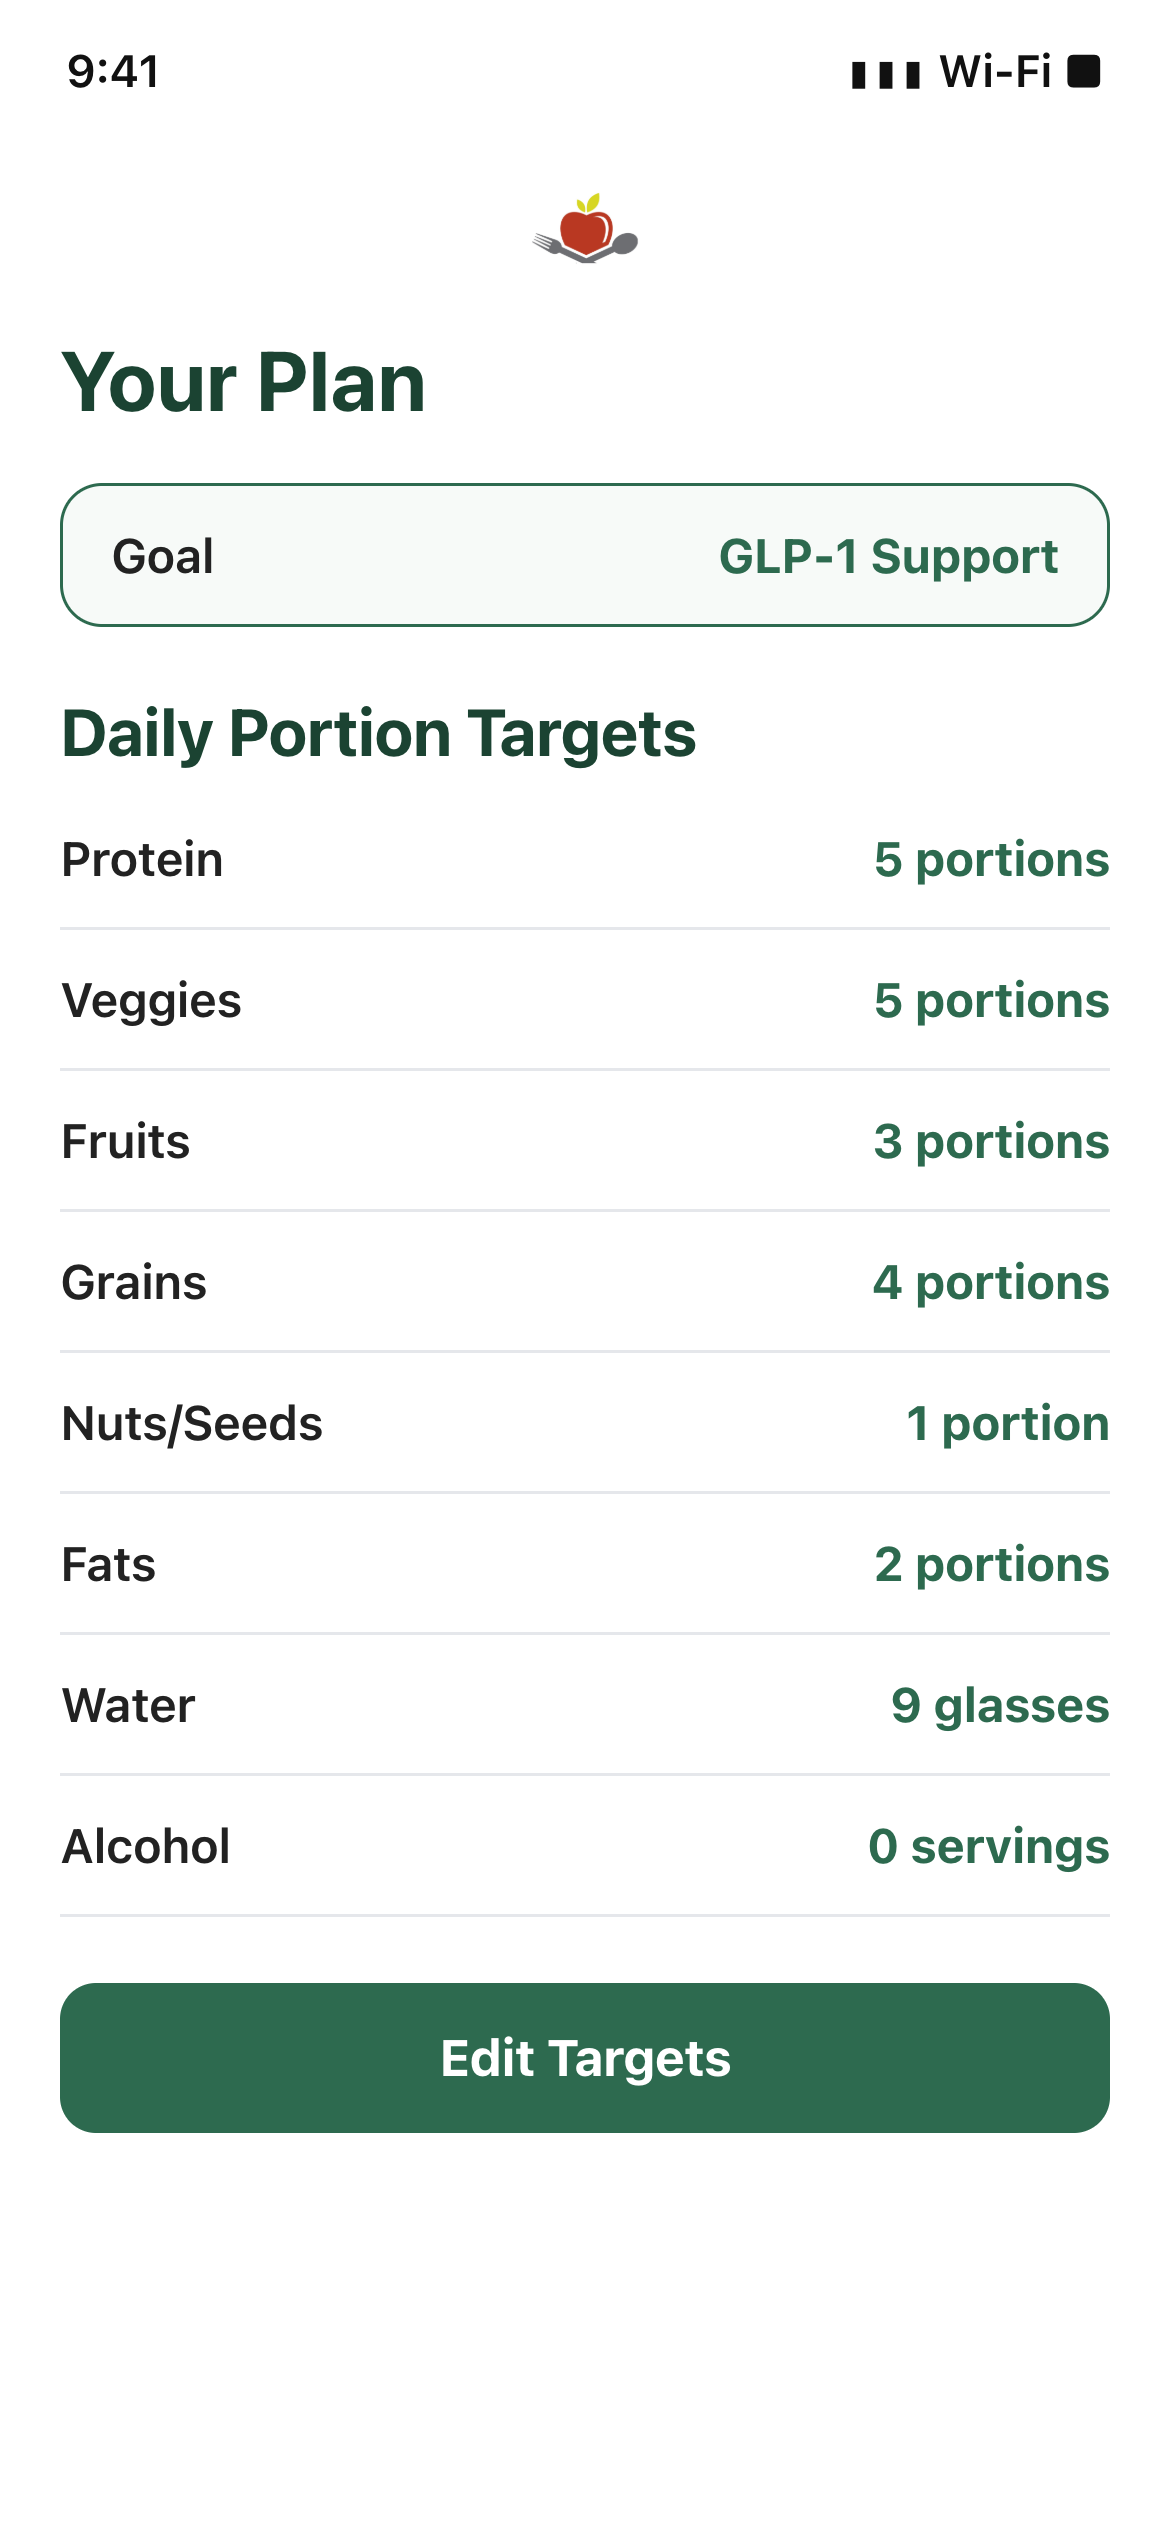 9:41 Wi-Fi
Your Plan
Goal GLP-1 Support
Daily Portion Targets
Protein 5 portions
Veggies 5 portions
Fruits 3 portions
Grains 4 portions
Nuts/Seeds 1 portion
Fats 2 portions
Water 9 glasses
Alcohol 0 servings
Edit Targets